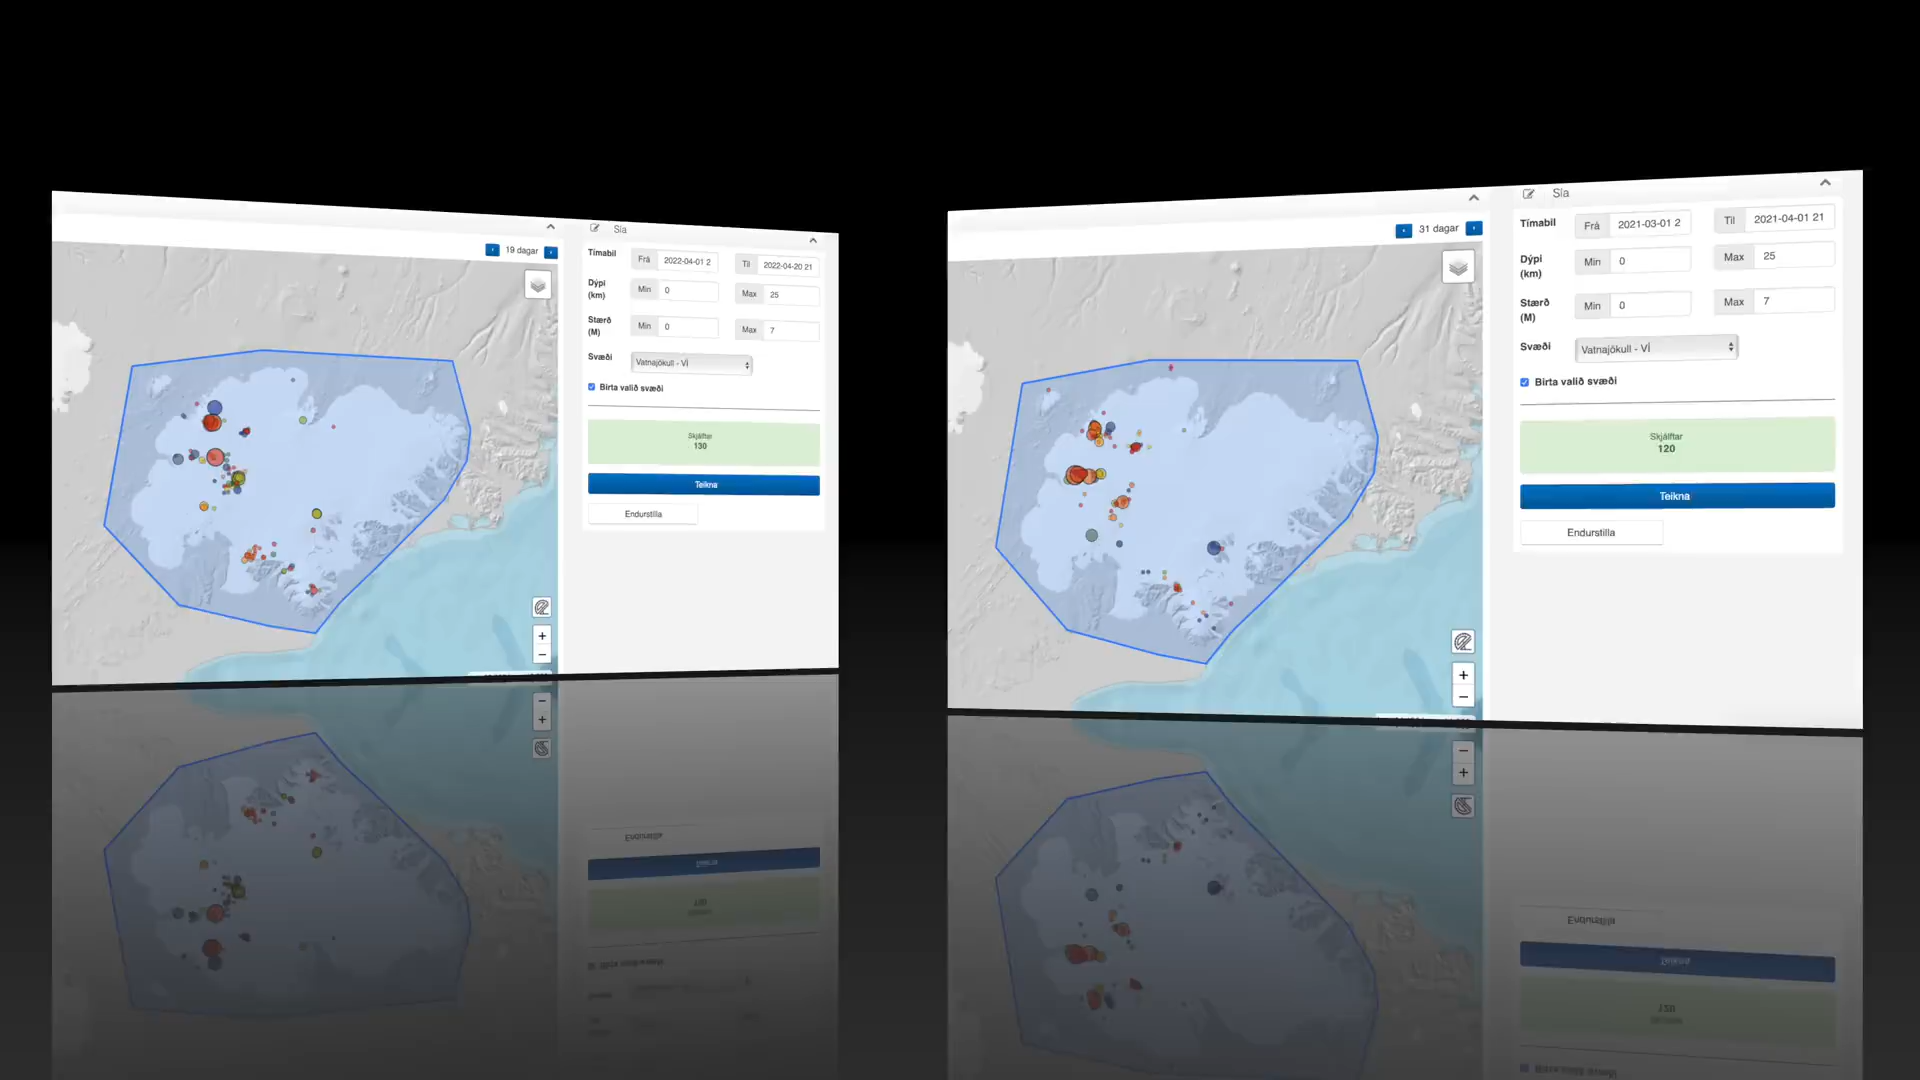 Sía
19 dagar
Tímabil Frá 2022-04-01 2 Til 2022-04-20 21
Dýpi (km) Min 0 Max 25
Stærð (M) Min 0 Max 7
Svæði Vatnajökull - VÍ
Birta valið svæði
Skjálftar
130
Teikna
Endurstilla
+
−
Sía
31 dagar
Tímabil Frá 2021-03-01 2 Til 2021-04-01 21
Dýpi (km) Min 0 Max 25
Stærð (M) Min 0 Max 7
Svæði Vatnajökull - VÍ
Birta valið svæði
Skjálftar
120
Teikna
Endurstilla
+
−